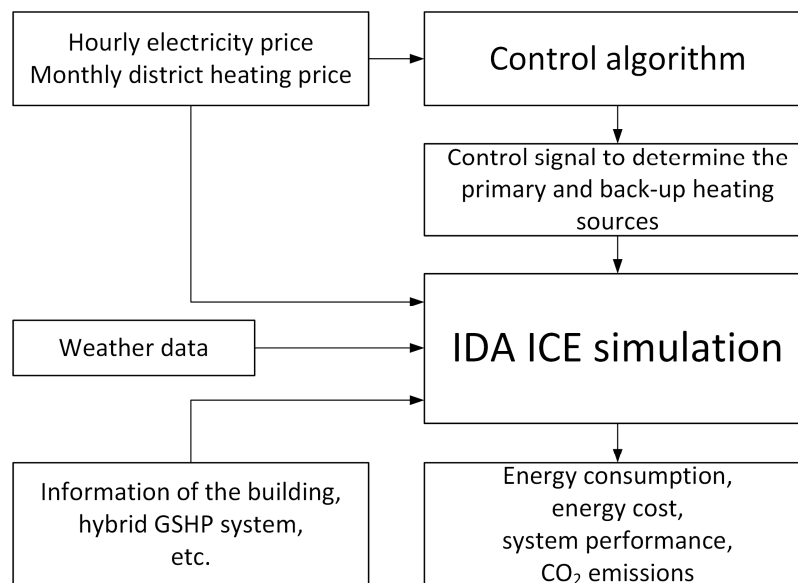 Hourly electricity price
Monthly district heating price
Control algorithm
Control signal to determine the
primary and back-up heating
sources
Weather data
IDA ICE simulation
Information of the building,
hybrid GSHP system,
etc.
Energy consumption,
energy cost,
system performance,
CO₂ emissions